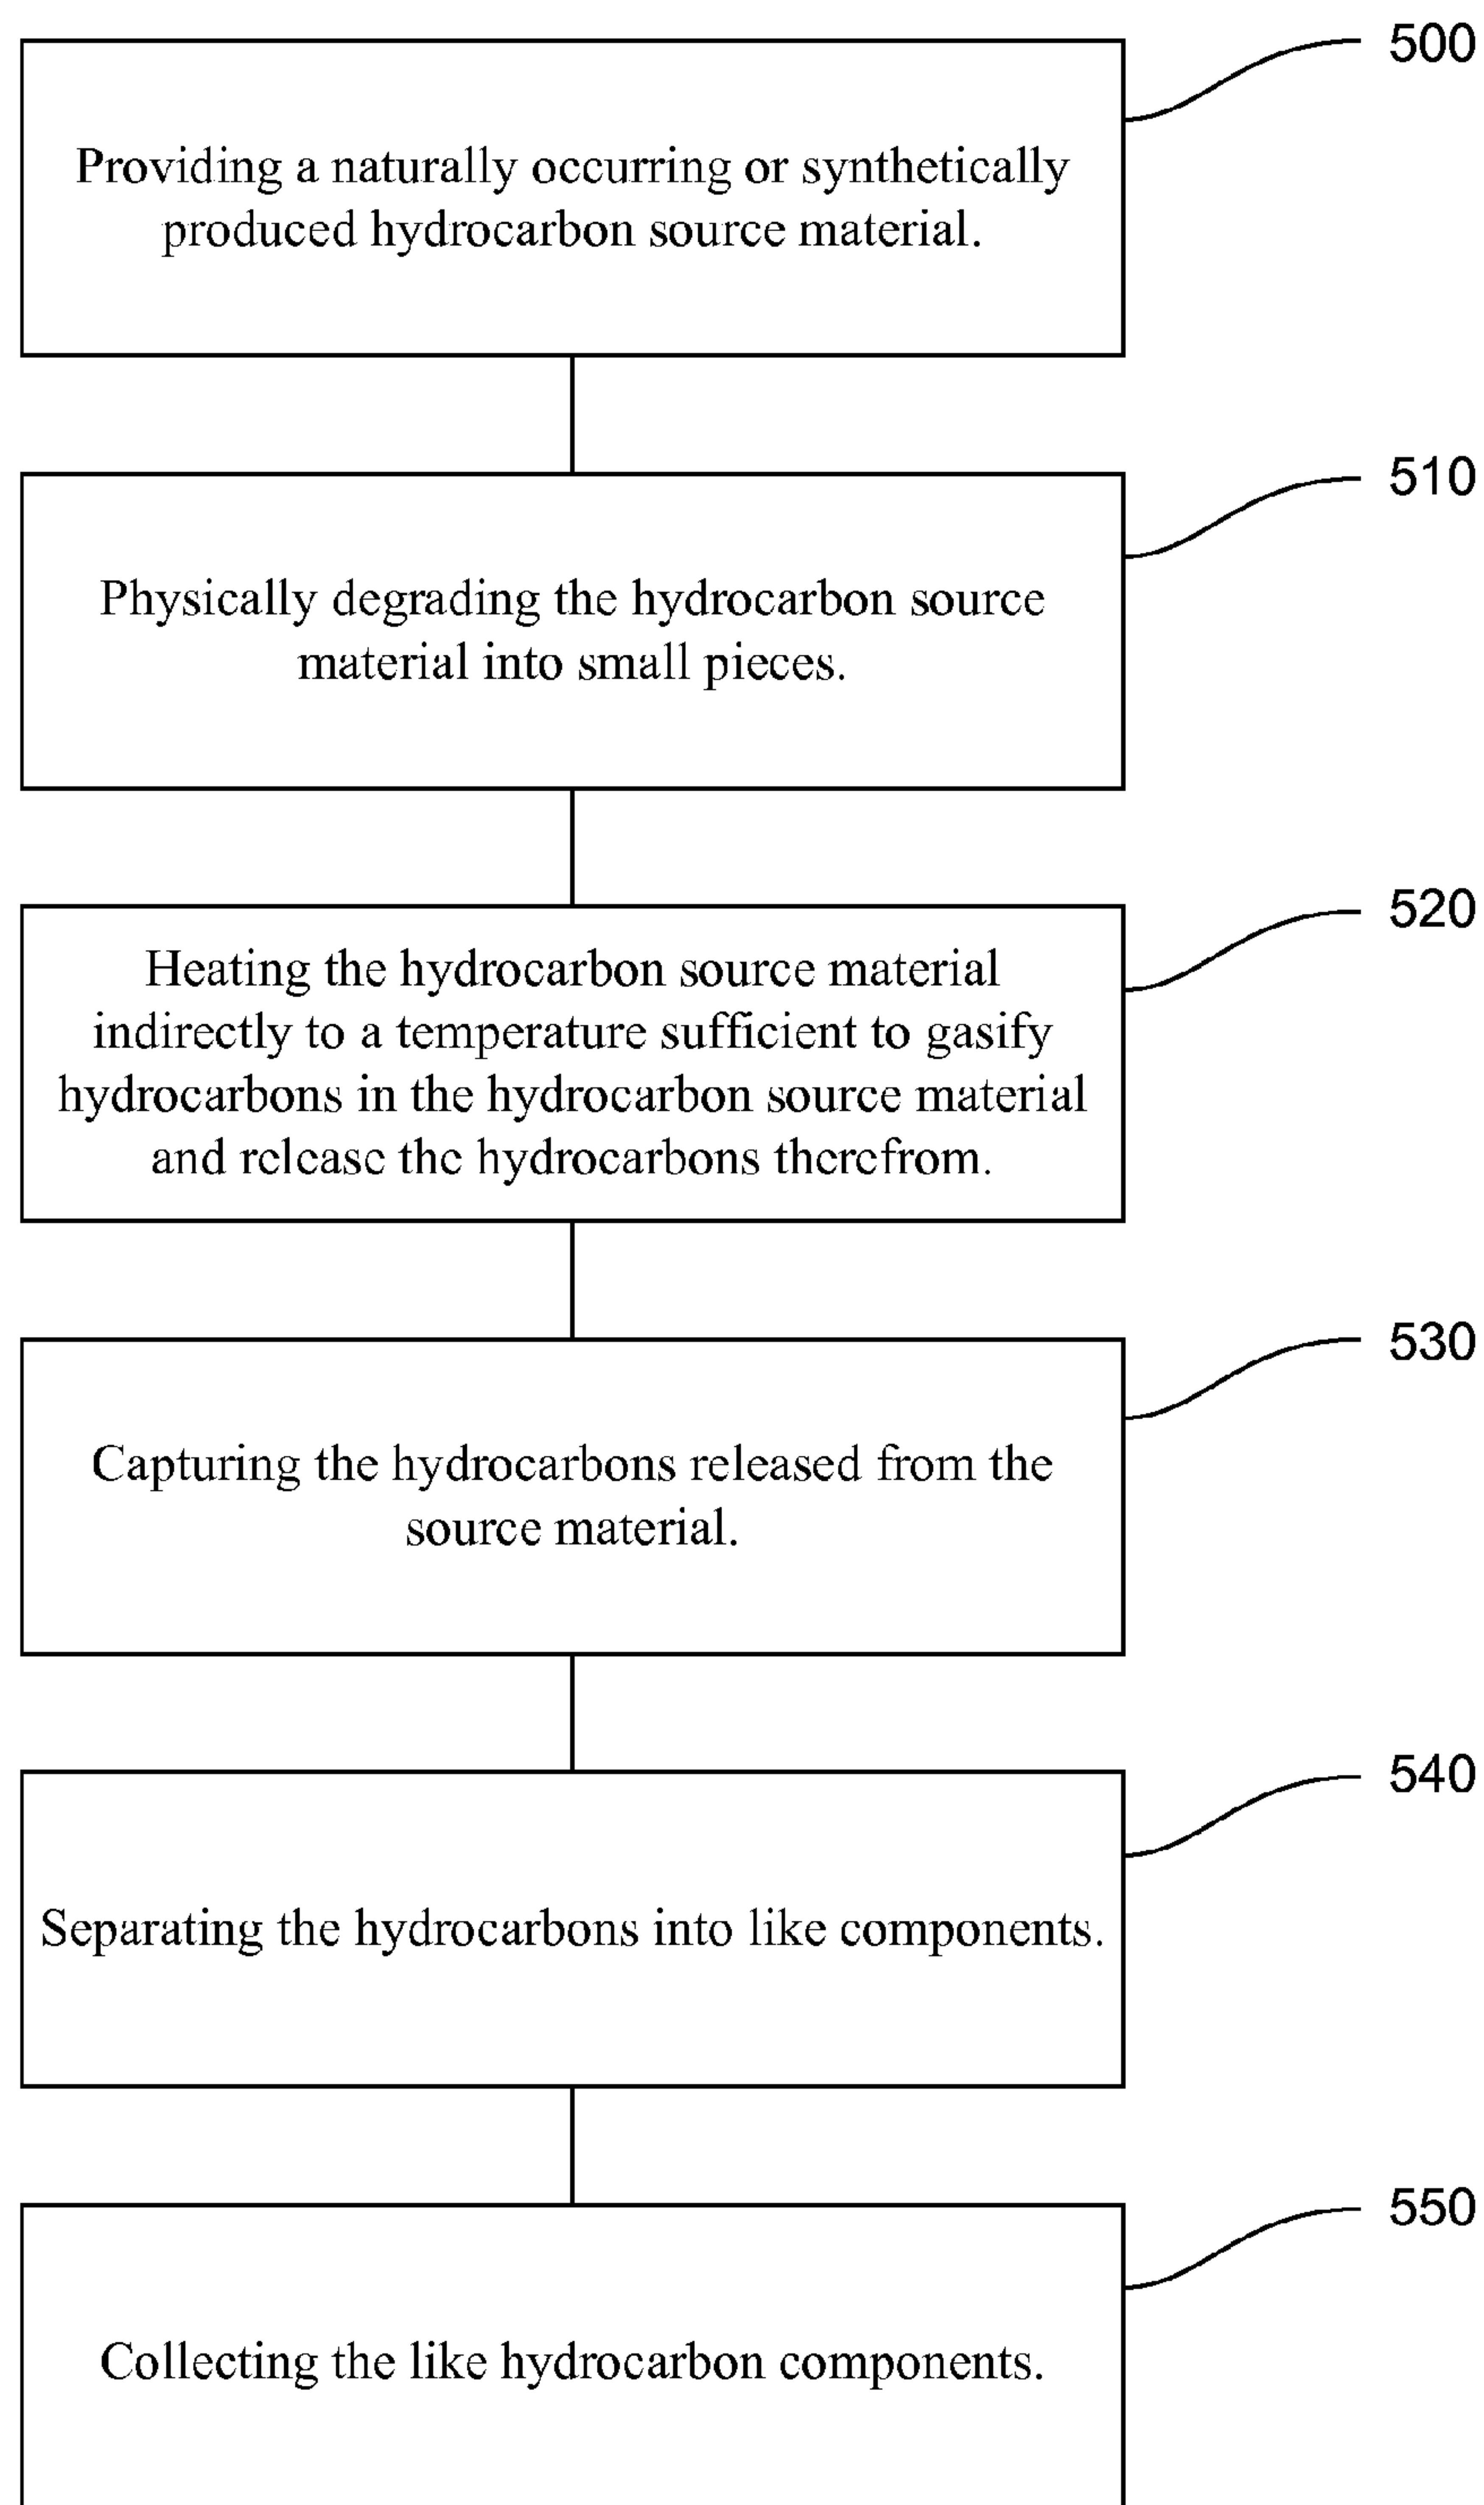 500
Providing a naturally occurring or synthetically
produced hydrocarbon source material.
510
Physically degrading the hydrocarbon source
material into small pieces.
520
Heating the hydrocarbon source material
indirectly to a temperature sufficient to gasify
hydrocarbons in the hydrocarbon source material
and release the hydrocarbons therefrom.
530
Capturing the hydrocarbons released from the
source material.
540
Separating the hydrocarbons into like components.
550
Collecting the like hydrocarbon components.